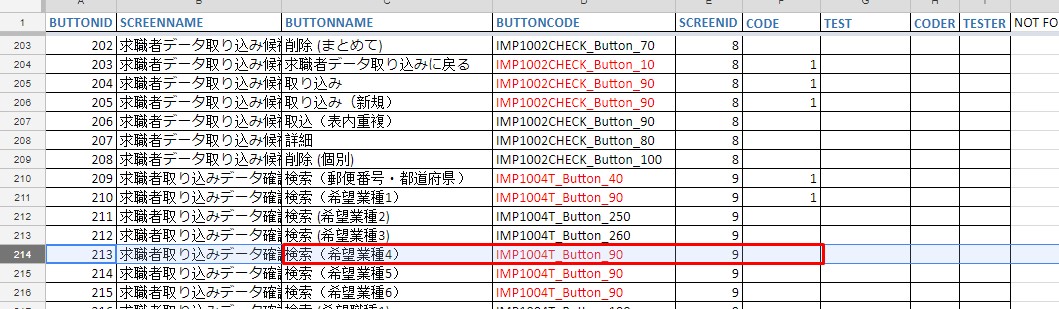 A B C D E F G H I
1 BUTTONID SCREENNAME BUTTONNAME BUTTONCODE SCREENID CODE TEST CODER TESTER NOT FO
203 202 求職者データ取り込み候補 削除 (まとめて) IMP1002CHECK_Button_70 8
204 203 求職者データ取り込み候補 求職者データ取り込みに戻る IMP1002CHECK_Button_10 8 1
205 204 求職者データ取り込み候補 取り込み IMP1002CHECK_Button_90 8 1
206 205 求職者データ取り込み候補 取り込み（新規） IMP1002CHECK_Button_90 8 1
207 206 求職者データ取り込み候補 取込（表内重複） IMP1002CHECK_Button_90 8
208 207 求職者データ取り込み候補 詳細 IMP1002CHECK_Button_80 8
209 208 求職者データ取り込み候補 削除 (個別) IMP1002CHECK_Button_100 8
210 209 求職者取り込みデータ確認 検索（郵便番号・都道府県） IMP1004T_Button_40 9 1
211 210 求職者取り込みデータ確認 検索（希望業種1） IMP1004T_Button_90 9 1
212 211 求職者取り込みデータ確認 検索 (希望業種2) IMP1004T_Button_250 9
213 212 求職者取り込みデータ確認 検索 (希望業種3) IMP1004T_Button_260 9
214 213 求職者取り込みデータ確認 検索（希望業種4） IMP1004T_Button_90 9
215 214 求職者取り込みデータ確認 検索（希望業種5） IMP1004T_Button_90 9
216 215 求職者取り込みデータ確認 検索（希望業種6） IMP1004T_Button_90 9